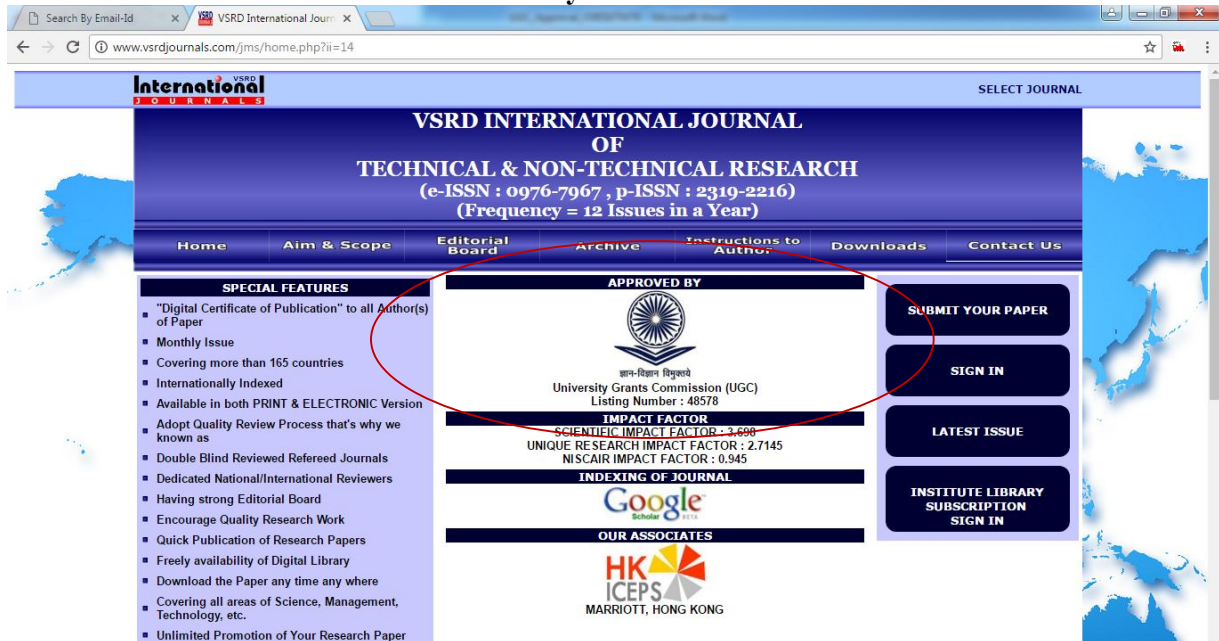 Search By Email-Id
VSRD International Journ
www.vsrdjournals.com/jms/home.php?ii=14
VSRD
International
JOURNALS
SELECT JOURNAL
VSRD INTERNATIONAL JOURNAL
OF
TECHNICAL & NON-TECHNICAL RESEARCH
(e-ISSN : 0976-7967 , p-ISSN : 2319-2216)
(Frequency = 12 Issues in a Year)
Home
Aim & Scope
Editorial
Board
Archive
Instructions to
Author
Downloads
Contact Us
SPECIAL FEATURES
"Digital Certificate of Publication" to all Author(s)
of Paper
Monthly Issue
Covering more than 165 countries
Internationally Indexed
Available in both PRINT & ELECTRONIC Version
Adopt Quality Review Process that's why we
known as
Double Blind Reviewed Refereed Journals
Dedicated National/International Reviewers
Having strong Editorial Board
Encourage Quality Research Work
Quick Publication of Research Papers
Freely availability of Digital Library
Download the Paper any time any where
Covering all areas of Science, Management,
Technology, etc.
Unlimited Promotion of Your Research Paper
APPROVED BY
ज्ञान-विज्ञान विमुक्तये
University Grants Commission (UGC)
Listing Number : 48578
IMPACT FACTOR
SCIENTIFIC IMPACT FACTOR : 3.698
UNIQUE RESEARCH IMPACT FACTOR : 2.7145
NISCAIR IMPACT FACTOR : 0.945
INDEXING OF JOURNAL
Google
Scholar BETA
OUR ASSOCIATES
HK
ICEPS
MARRIOTT, HONG KONG
SUBMIT YOUR PAPER
SIGN IN
LATEST ISSUE
INSTITUTE LIBRARY
SUBSCRIPTION
SIGN IN